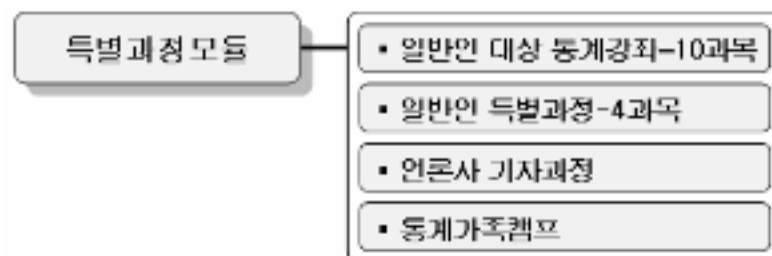 특별과정모듈
▪ 일반인 대상 통계강좌-10과목
▪ 일반인 특별과정-4과목
▪ 언론사 기자과정
▪ 통계가족캠프